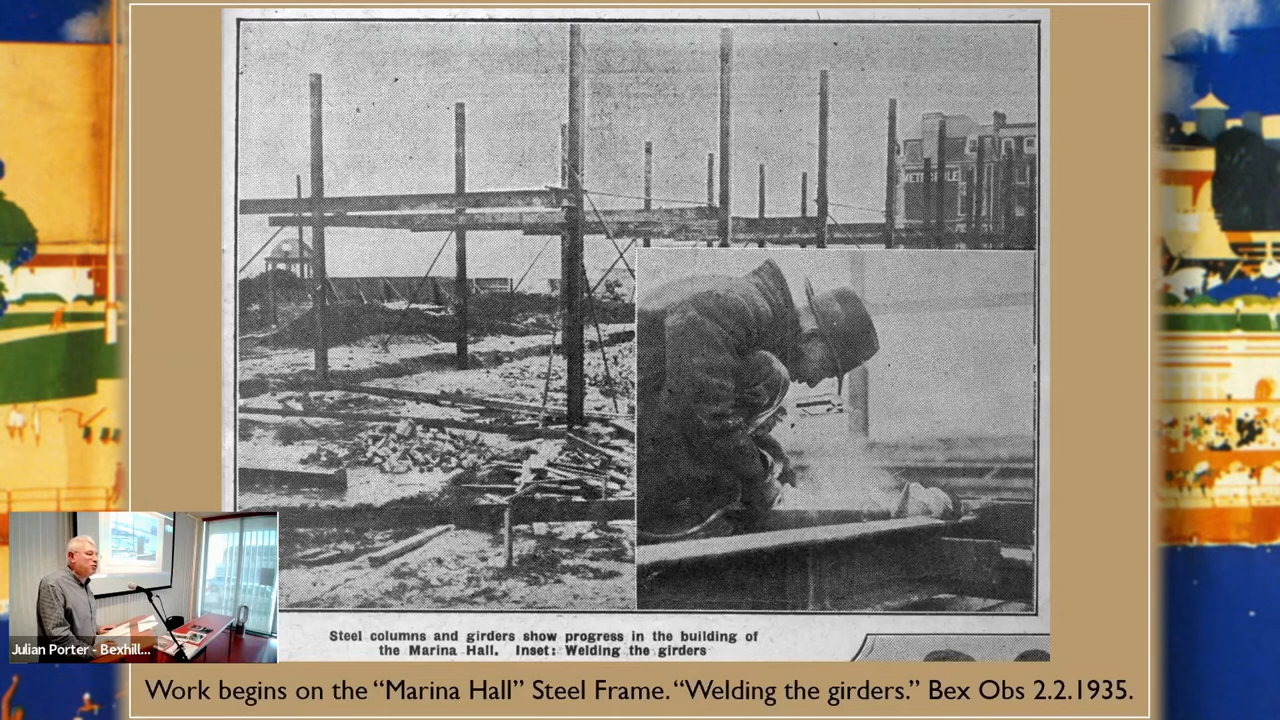 METROPOLE
Steel columns and girders show progress in the building of
the Marina Hall. Inset: Welding the girders
Julian Porter - Bexhill...
Work begins on the “Marina Hall” Steel Frame. “Welding the girders.” Bex Obs 2.2.1935.